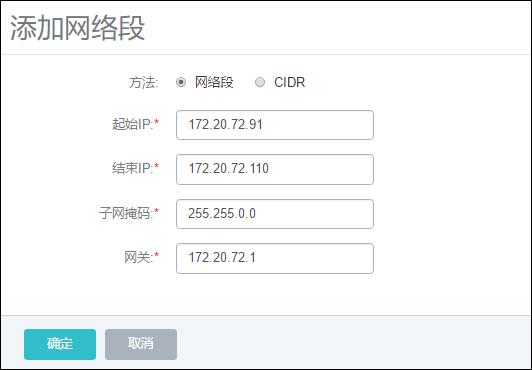 添加网络段
方法: 网络段 CIDR
起始IP:* 172.20.72.91
结束IP:* 172.20.72.110
子网掩码:* 255.255.0.0
网关:* 172.20.72.1
确定 取消